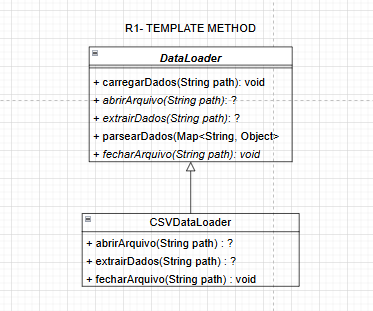 R1- TEMPLATE METHOD
DataLoader
+ carregarDados(String path): void
+ abrirArquivo(String path): ?
+ extrairDados(String path): ?
+ parsearDados(Map<String, Object>
+ fecharArquivo(String path): void
CSVDataLoader
+ abrirArquivo(String path) : ?
+ extrairDados(String path) : ?
+ fecharArquivo(String path) : void